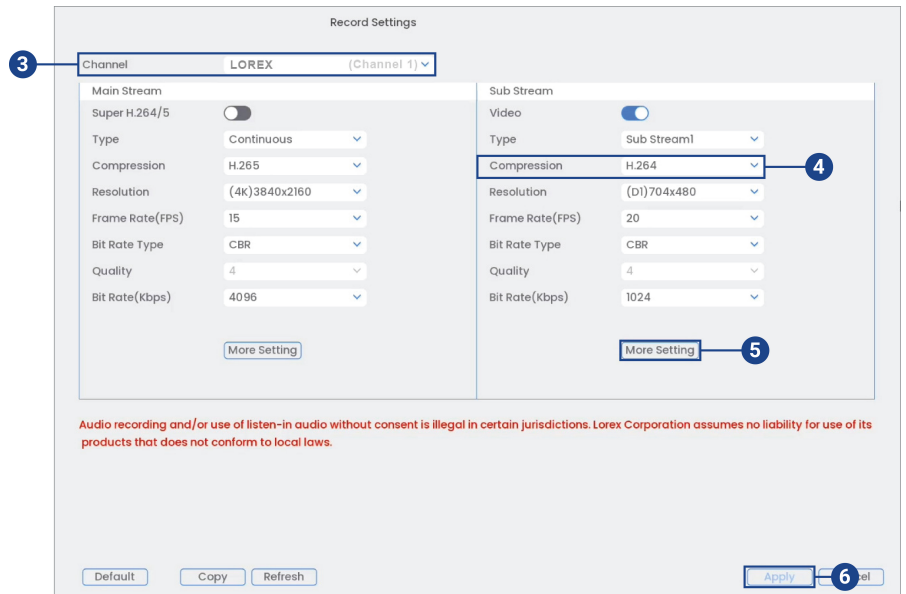 Record Settings
3
Channel LOREX (Channel 1)
Main Stream
Super H.264/5
Type Continuous
Compression H.265
Resolution (4K)3840x2160
Frame Rate(FPS) 15
Bit Rate Type CBR
Quality 4
Bit Rate(Kbps) 4096
More Setting
Sub Stream
Video
Type Sub Stream1
Compression H.264
4
Resolution (D1)704x480
Frame Rate(FPS) 20
Bit Rate Type CBR
Quality 4
Bit Rate(Kbps) 1024
More Setting
5
Audio recording and/or use of listen-in audio without consent is illegal in certain jurisdictions. Lorex Corporation assumes no liability for use of its
products that does not conform to local laws.
Default Copy Refresh Apply 6 cel